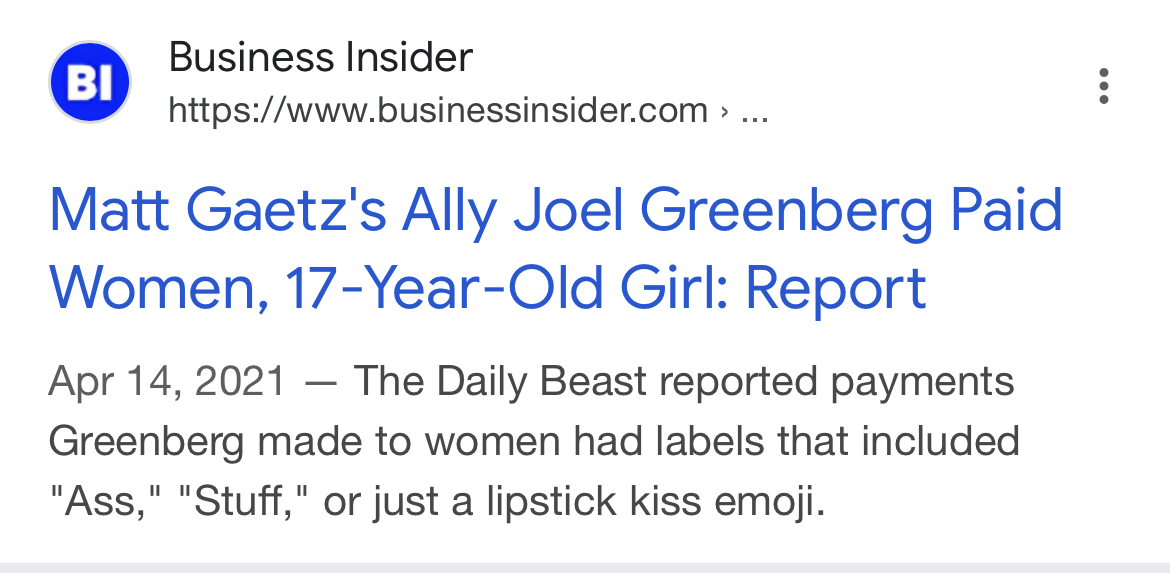 BI
Business Insider
https://www.businessinsider.com › ...
Matt Gaetz's Ally Joel Greenberg Paid
Women, 17-Year-Old Girl: Report
Apr 14, 2021 — The Daily Beast reported payments
Greenberg made to women had labels that included
"Ass," "Stuff," or just a lipstick kiss emoji.